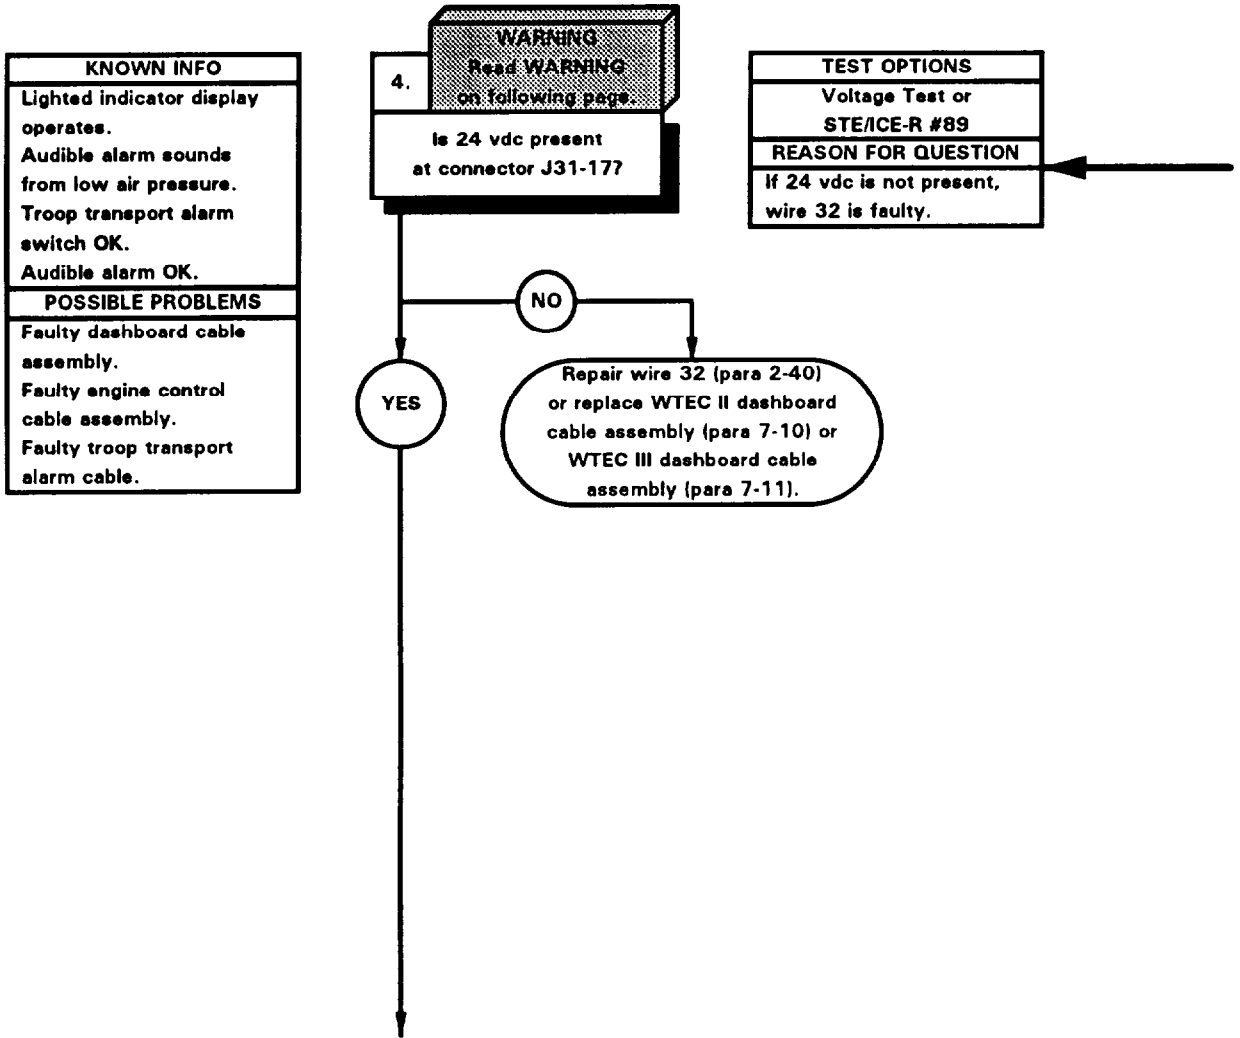 KNOWN INFO
Lighted indicator display
operates.
Audible alarm sounds
from low air pressure.
Troop transport alarm
switch OK.
Audible alarm OK.
POSSIBLE PROBLEMS
Faulty dashboard cable
assembly.
Faulty engine control
cable assembly.
Faulty troop transport
alarm cable.
4.
WARNING
Read WARNING
on following page.
Is 24 vdc present
at connector J31-17?
TEST OPTIONS
Voltage Test or
STE/ICE-R #89
REASON FOR QUESTION
If 24 vdc is not present,
wire 32 is faulty.
NO
YES
Repair wire 32 (para 2-40)
or replace WTEC II dashboard
cable assembly (para 7-10) or
WTEC III dashboard cable
assembly (para 7-11).